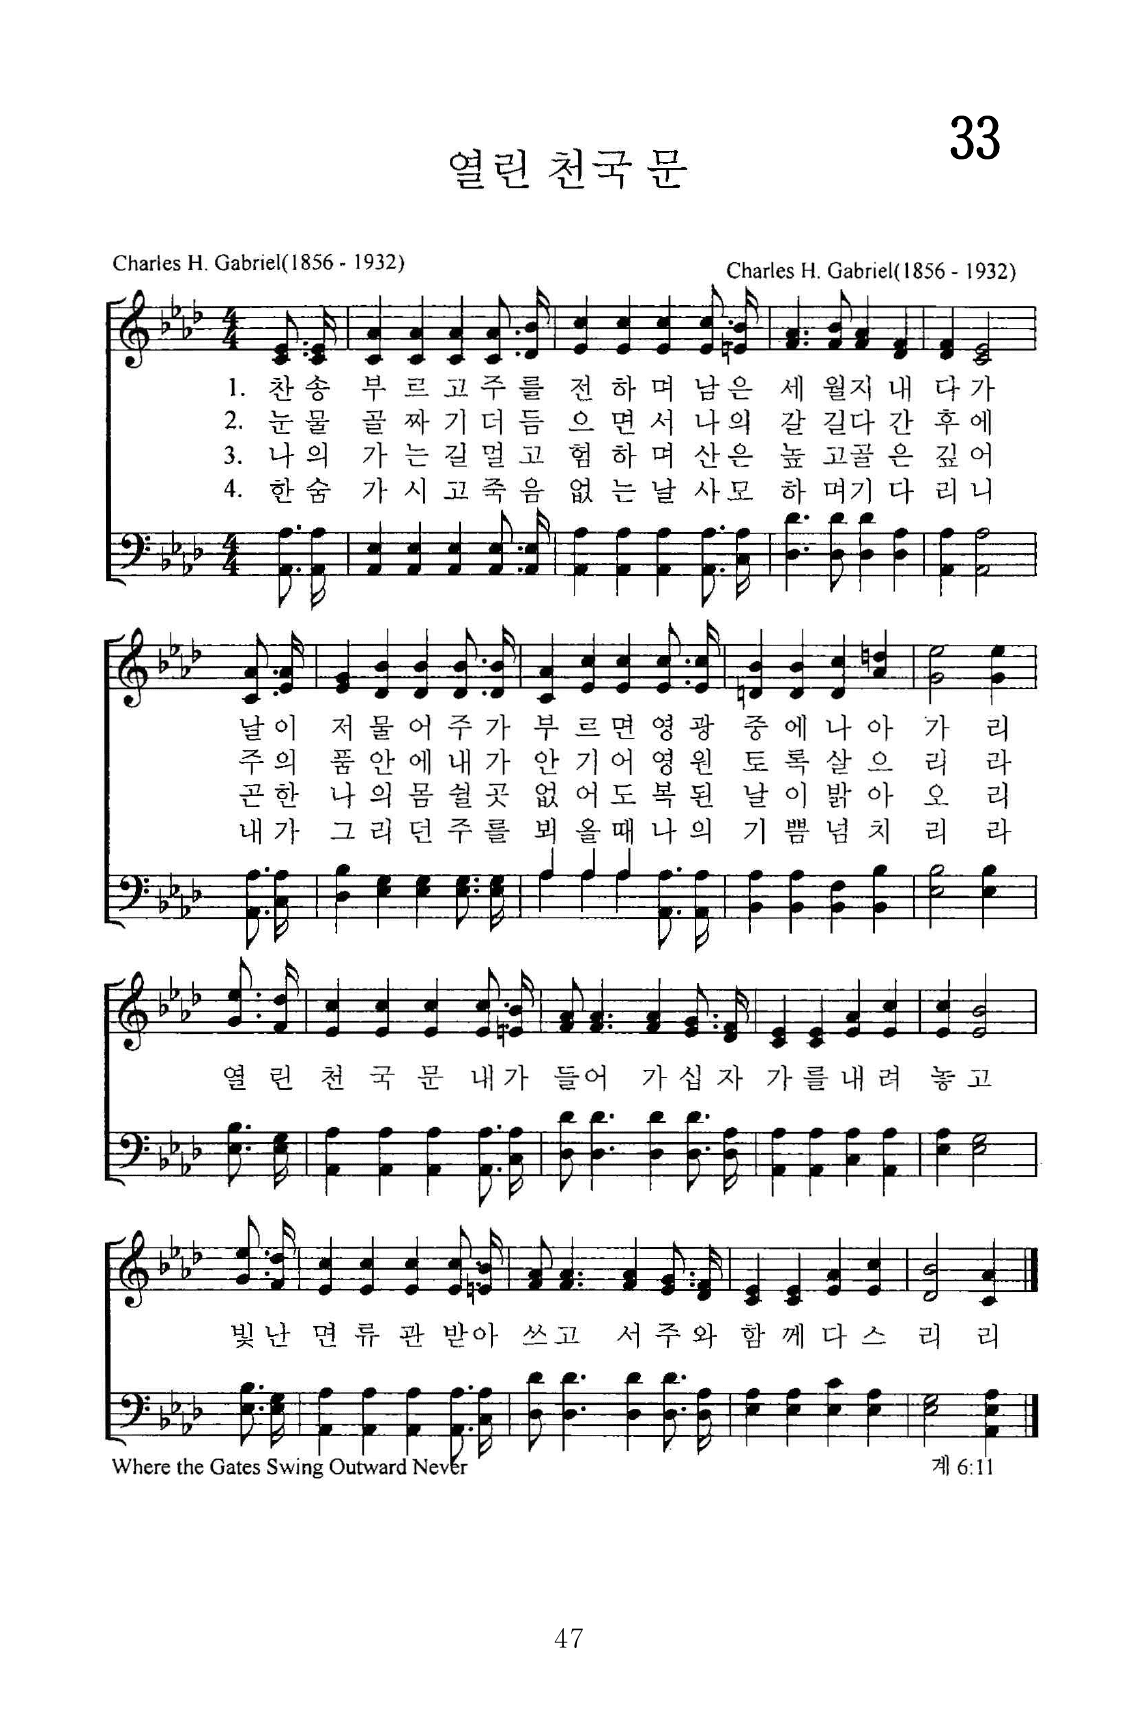 33
열린 천국 문
Charles H. Gabriel(1856 - 1932)
Charles H. Gabriel(1856 - 1932)
1. 찬 송 부 르 고 주 를 전 하 며 남 은 세 월지 내 다 가
2. 눈 물 골 짜 기 더 듬 으 면 서 나 의 갈 길다 간 후 에
3. 나 의 가 는 길 멀 고 험 하 며 산 은 높 고골 은 깊 어
4. 한 숨 가 시 고 죽 음 없 는 날 사 모 하 며기 다 리 니
날 이 저 물 어 주 가 부 르 면 영 광 중 에 나 아 가 리
주 의 품 안 에 내 가 안 기 어 영 원 토 록 살 으 리 라
곤 한 나 의 몸 쉴 곳 없 어 도 복 된 날 이 밝 아 오 리
내 가 그 리 던 주 를 뵈 올 때 나 의 기 쁨 넘 치 리 라
열 린 천 국 문 내 가 들 어 가 십 자 가 를 내 려 놓 고
빛 난 면 류 관 받 아 쓰 고 서 주 와 함 께 다 스 리 리
Where the Gates Swing Outward Never
계 6:11
47